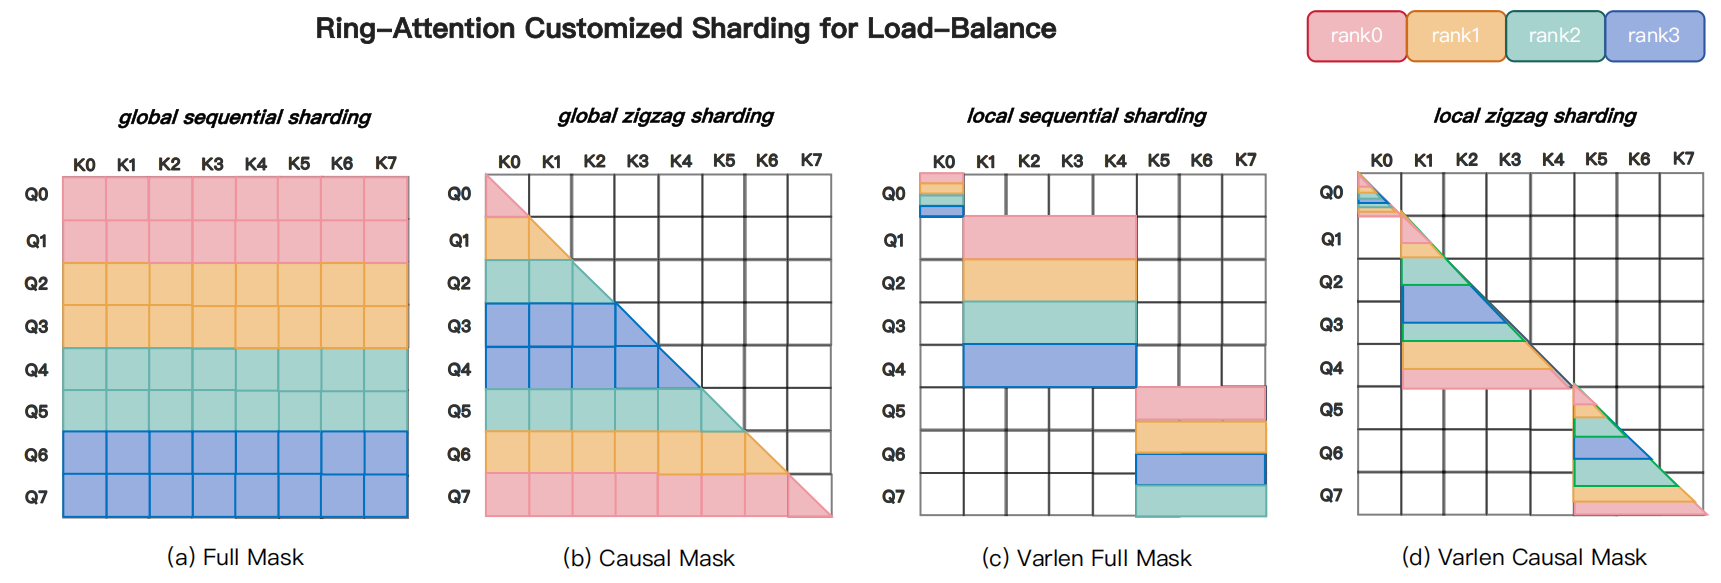 Ring-Attention Customized Sharding for Load-Balance
rank0 rank1 rank2 rank3
global sequential sharding
K0 K1 K2 K3 K4 K5 K6 K7
Q0
Q1
Q2
Q3
Q4
Q5
Q6
Q7
(a) Full Mask
global zigzag sharding
K0 K1 K2 K3 K4 K5 K6 K7
Q0
Q1
Q2
Q3
Q4
Q5
Q6
Q7
(b) Causal Mask
local sequential sharding
K0 K1 K2 K3 K4 K5 K6 K7
Q0
Q1
Q2
Q3
Q4
Q5
Q6
Q7
(c) Varlen Full Mask
local zigzag sharding
K0 K1 K2 K3 K4 K5 K6 K7
Q0
Q1
Q2
Q3
Q4
Q5
Q6
Q7
(d) Varlen Causal Mask